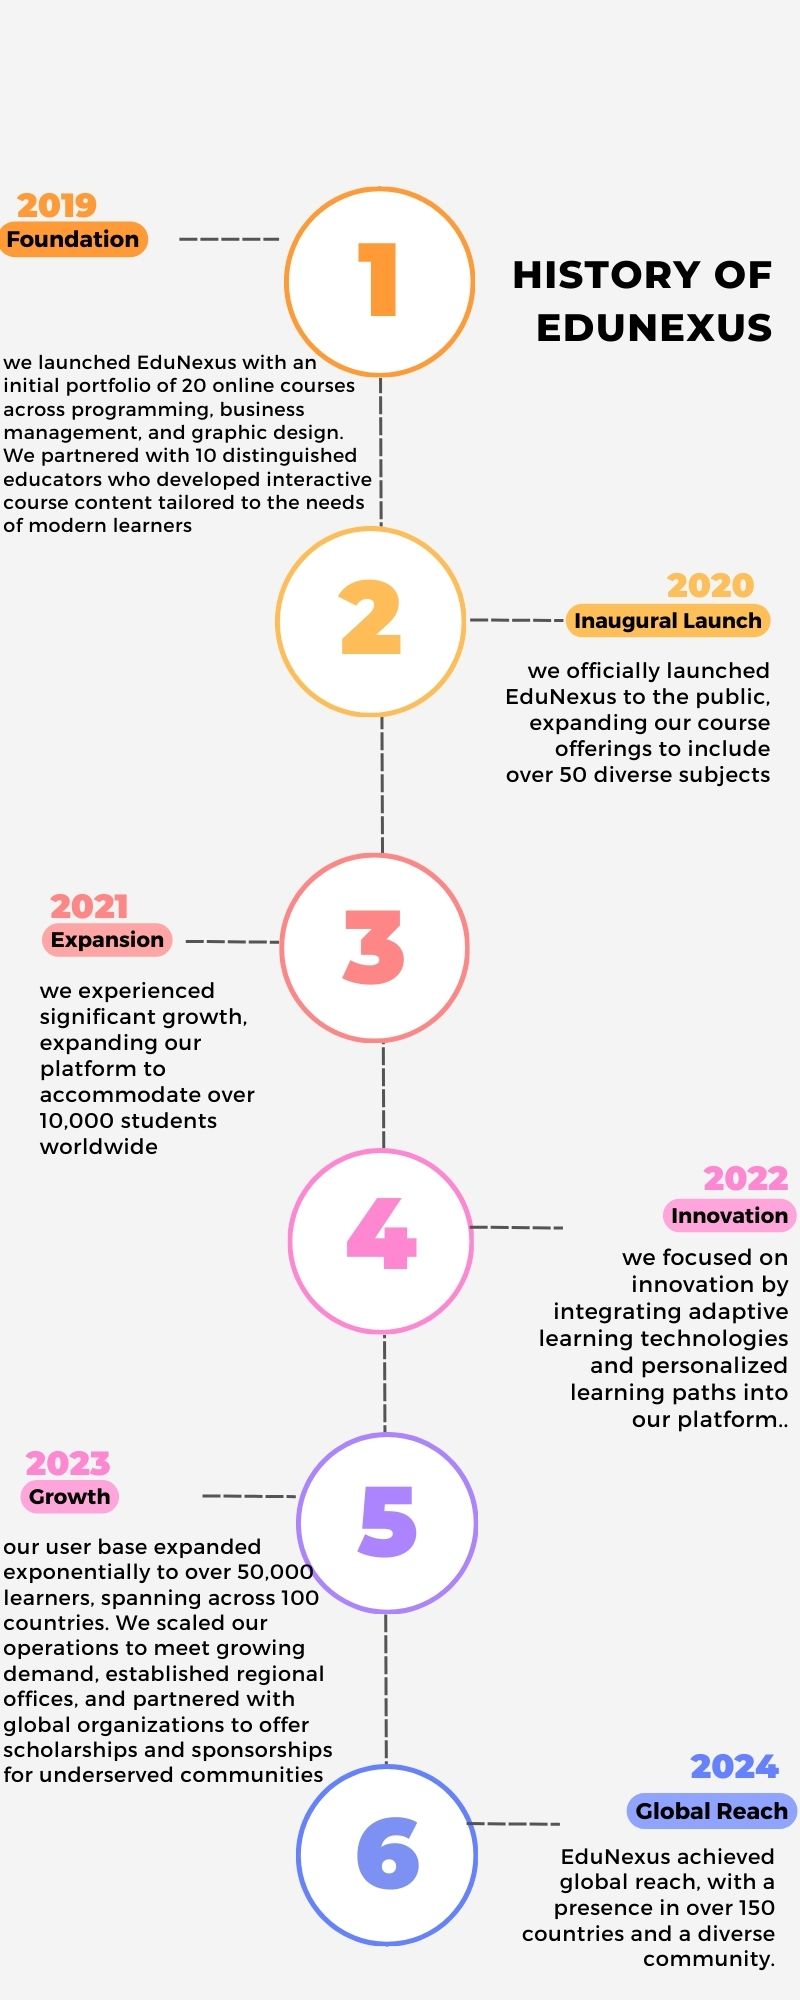 2019
Foundation
1
HISTORY OF
EDUNEXUS
we launched EduNexus with an
initial portfolio of 20 online courses
across programming, business
management, and graphic design.
We partnered with 10 distinguished
educators who developed interactive
course content tailored to the needs
of modern learners
2
2020
Inaugural Launch
we officially launched
EduNexus to the public,
expanding our course
offerings to include
over 50 diverse subjects
2021
Expansion
3
we experienced
significant growth,
expanding our
platform to
accommodate over
10,000 students
worldwide
4
2022
Innovation
we focused on
innovation by
integrating adaptive
learning technologies
and personalized
learning paths into
our platform..
2023
Growth
5
our user base expanded
exponentially to over 50,000
learners, spanning across 100
countries. We scaled our
operations to meet growing
demand, established regional
offices, and partnered with
global organizations to offer
scholarships and sponsorships
for underserved communities
6
2024
Global Reach
EduNexus achieved
global reach, with a
presence in over 150
countries and a diverse
community.